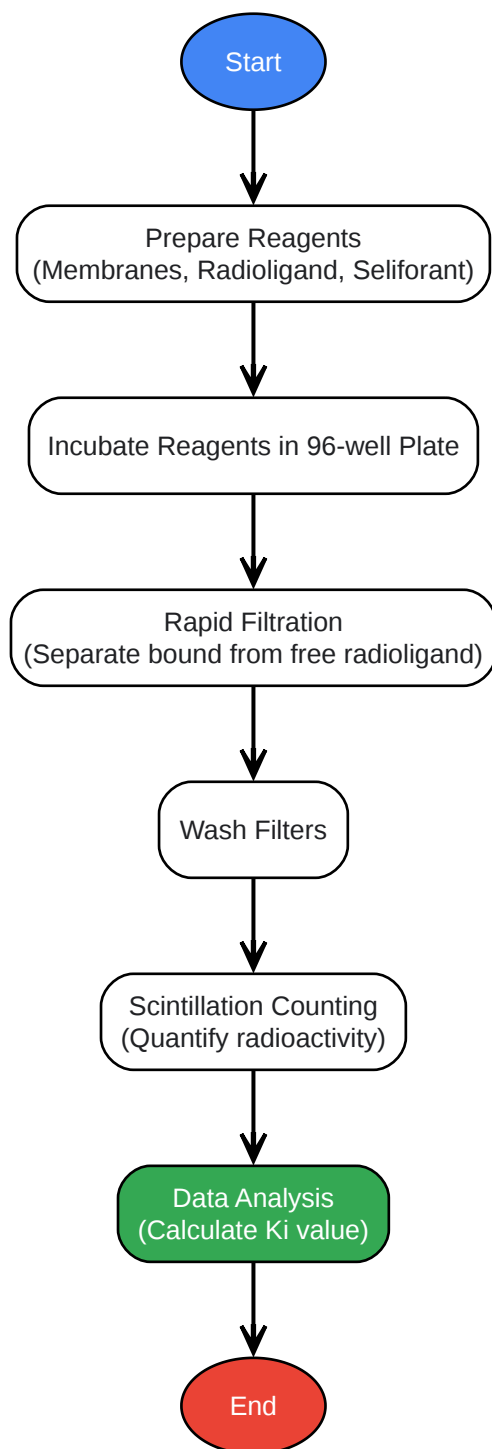 Start
Prepare Reagents
(Membranes, Radioligand, Seliforant)
Incubate Reagents in 96-well Plate
Rapid Filtration
(Separate bound from free radioligand)
Wash Filters
Scintillation Counting
(Quantify radioactivity)
Data Analysis
(Calculate Ki value)
End